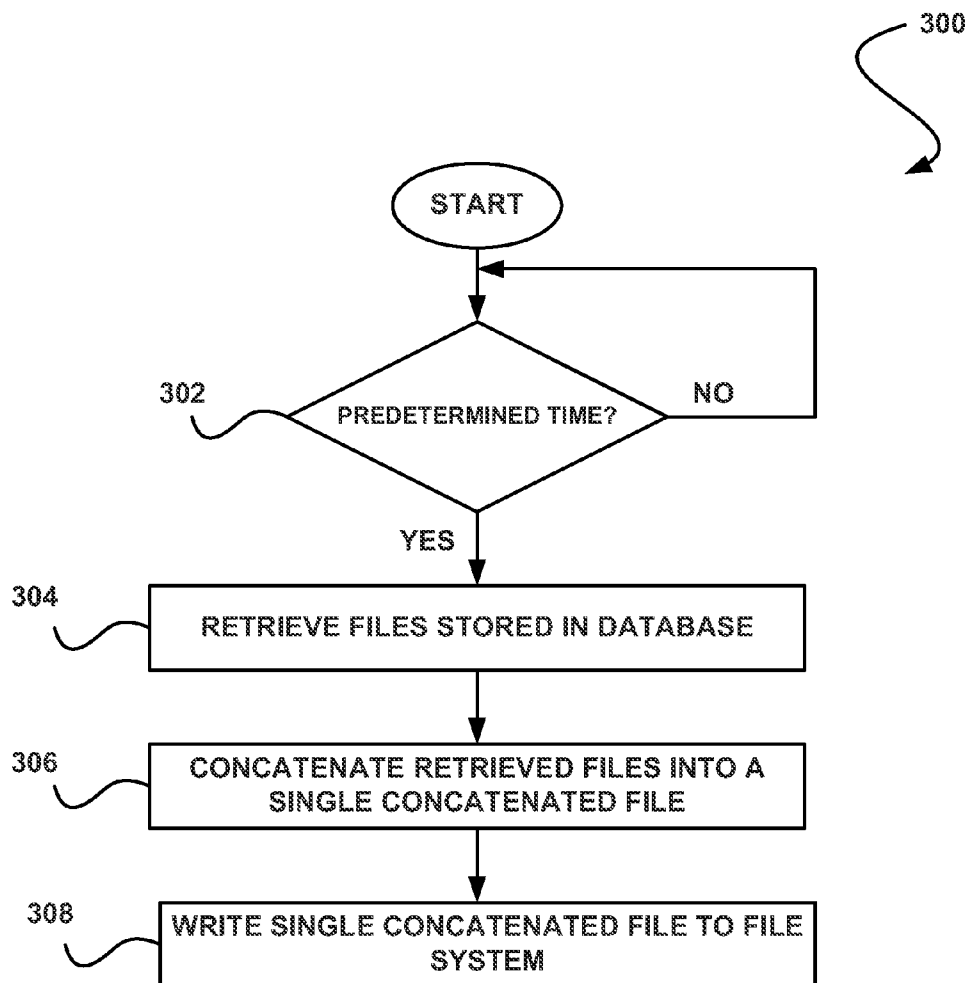 300
START
302
PREDETERMINED TIME?
NO
YES
304
RETRIEVE FILES STORED IN DATABASE
306
CONCATENATE RETRIEVED FILES INTO A
SINGLE CONCATENATED FILE
308
WRITE SINGLE CONCATENATED FILE TO FILE
SYSTEM